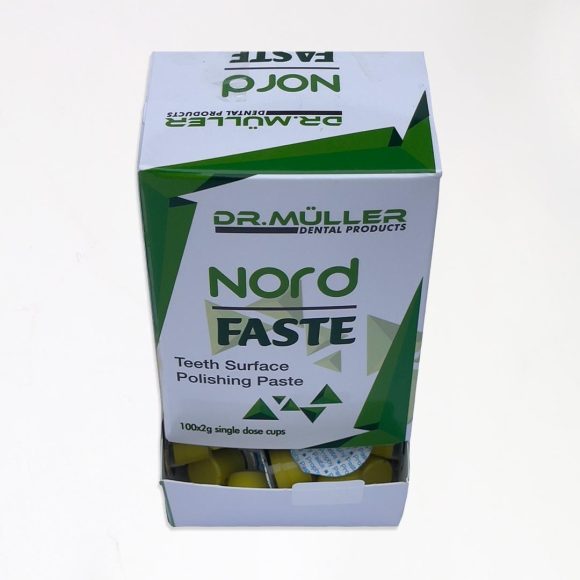 FASTE
NORD
DR.MÜLLER
DENTAL PRODUCTS
DR.MÜLLER
DENTAL PRODUCTS
NORD
FASTE
Teeth Surface
Polishing Paste
100x2g single dose cups